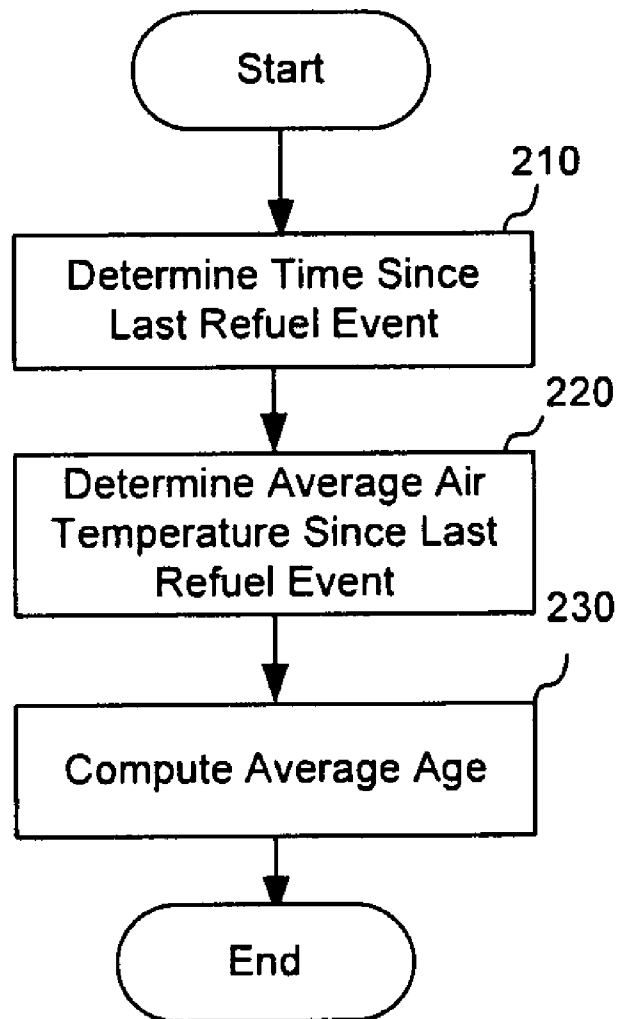 Start
210
Determine Time Since
Last Refuel Event
220
Determine Average Air
Temperature Since Last
Refuel Event
230
Compute Average Age
End